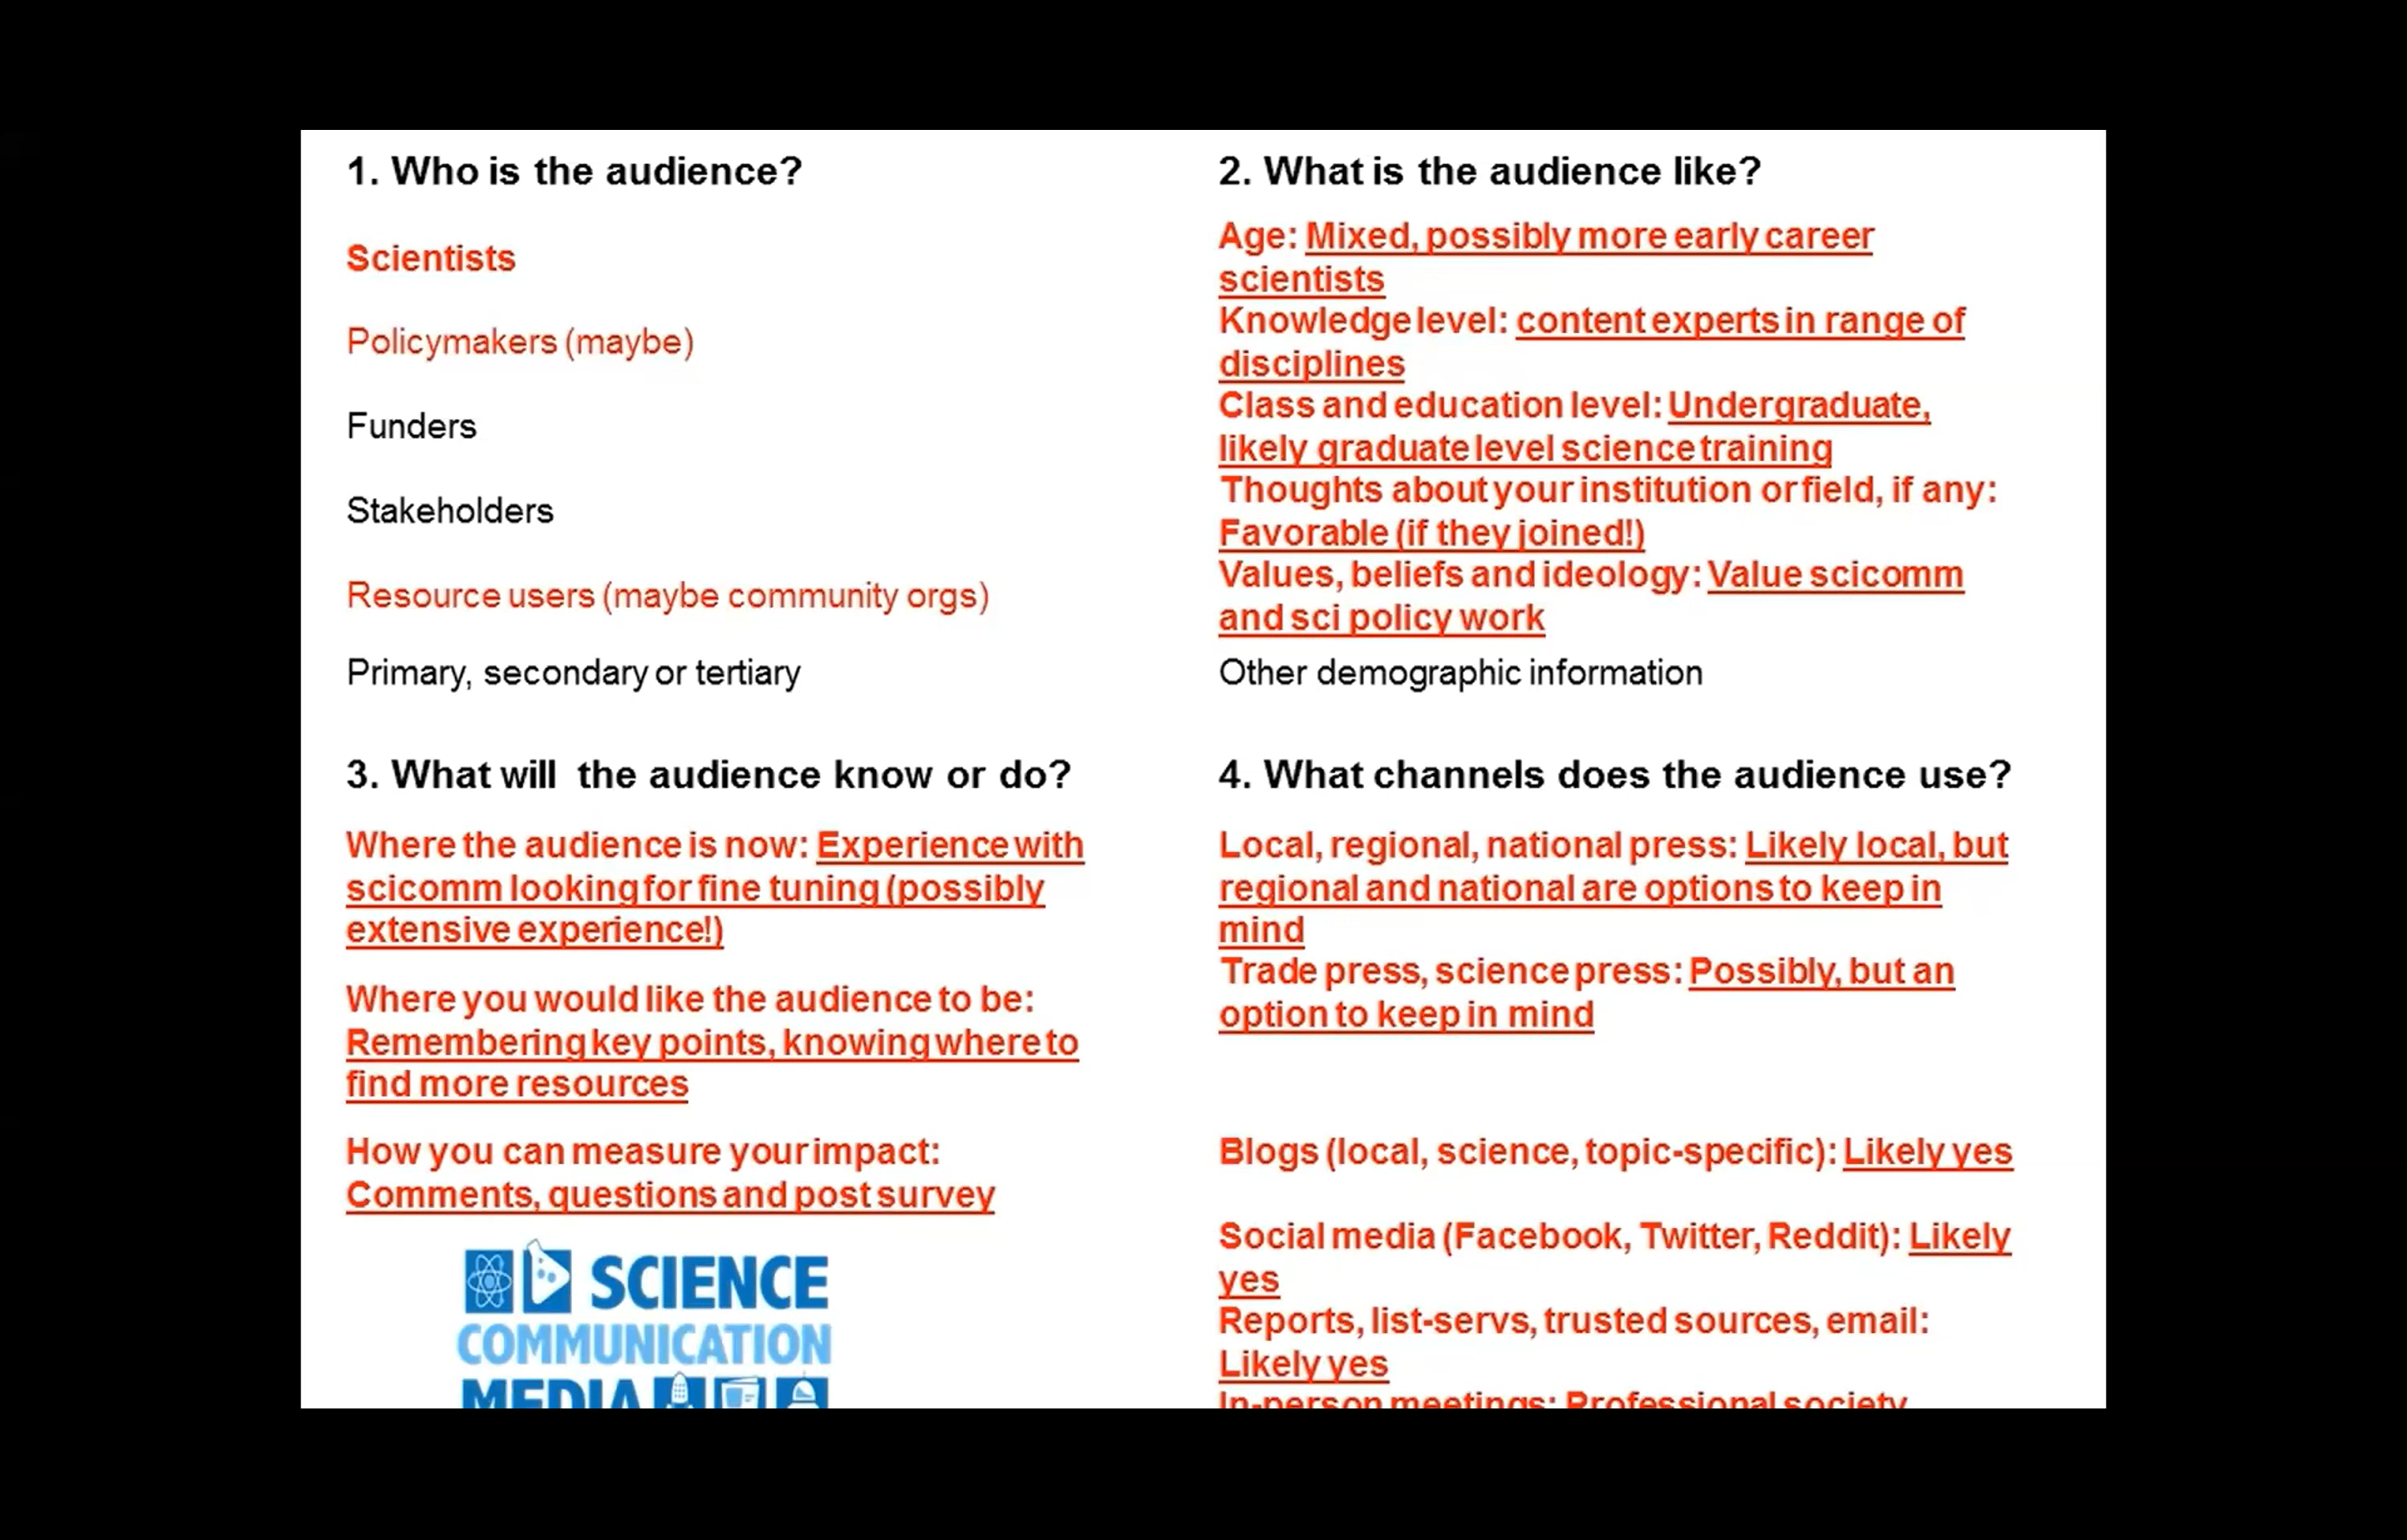 1. Who is the audience?
Scientists
Policymakers (maybe)
Funders
Stakeholders
Resource users (maybe community orgs)
Primary, secondary or tertiary
2. What is the audience like?
Age: Mixed, possibly more early career
scientists
Knowledge level: content experts in range of
disciplines
Class and education level: Undergraduate,
likely graduate level science training
Thoughts about your institution or field, if any:
Favorable (if they joined!)
Values, beliefs and ideology: Value scicomm
and sci policy work
Other demographic information
3. What will the audience know or do?
Where the audience is now: Experience with
scicomm looking for fine tuning (possibly
extensive experience!)
Where you would like the audience to be:
Remembering key points, knowing where to
find more resources
How you can measure your impact:
Comments, questions and post survey
SCIENCE
COMMUNICATION
MEDIA
4. What channels does the audience use?
Local, regional, national press: Likely local, but
regional and national are options to keep in
mind
Trade press, science press: Possibly, but an
option to keep in mind
Blogs (local, science, topic-specific): Likely yes
Social media (Facebook, Twitter, Reddit): Likely
yes
Reports, list-servs, trusted sources, email:
Likely yes
In-person meetings: Professional society